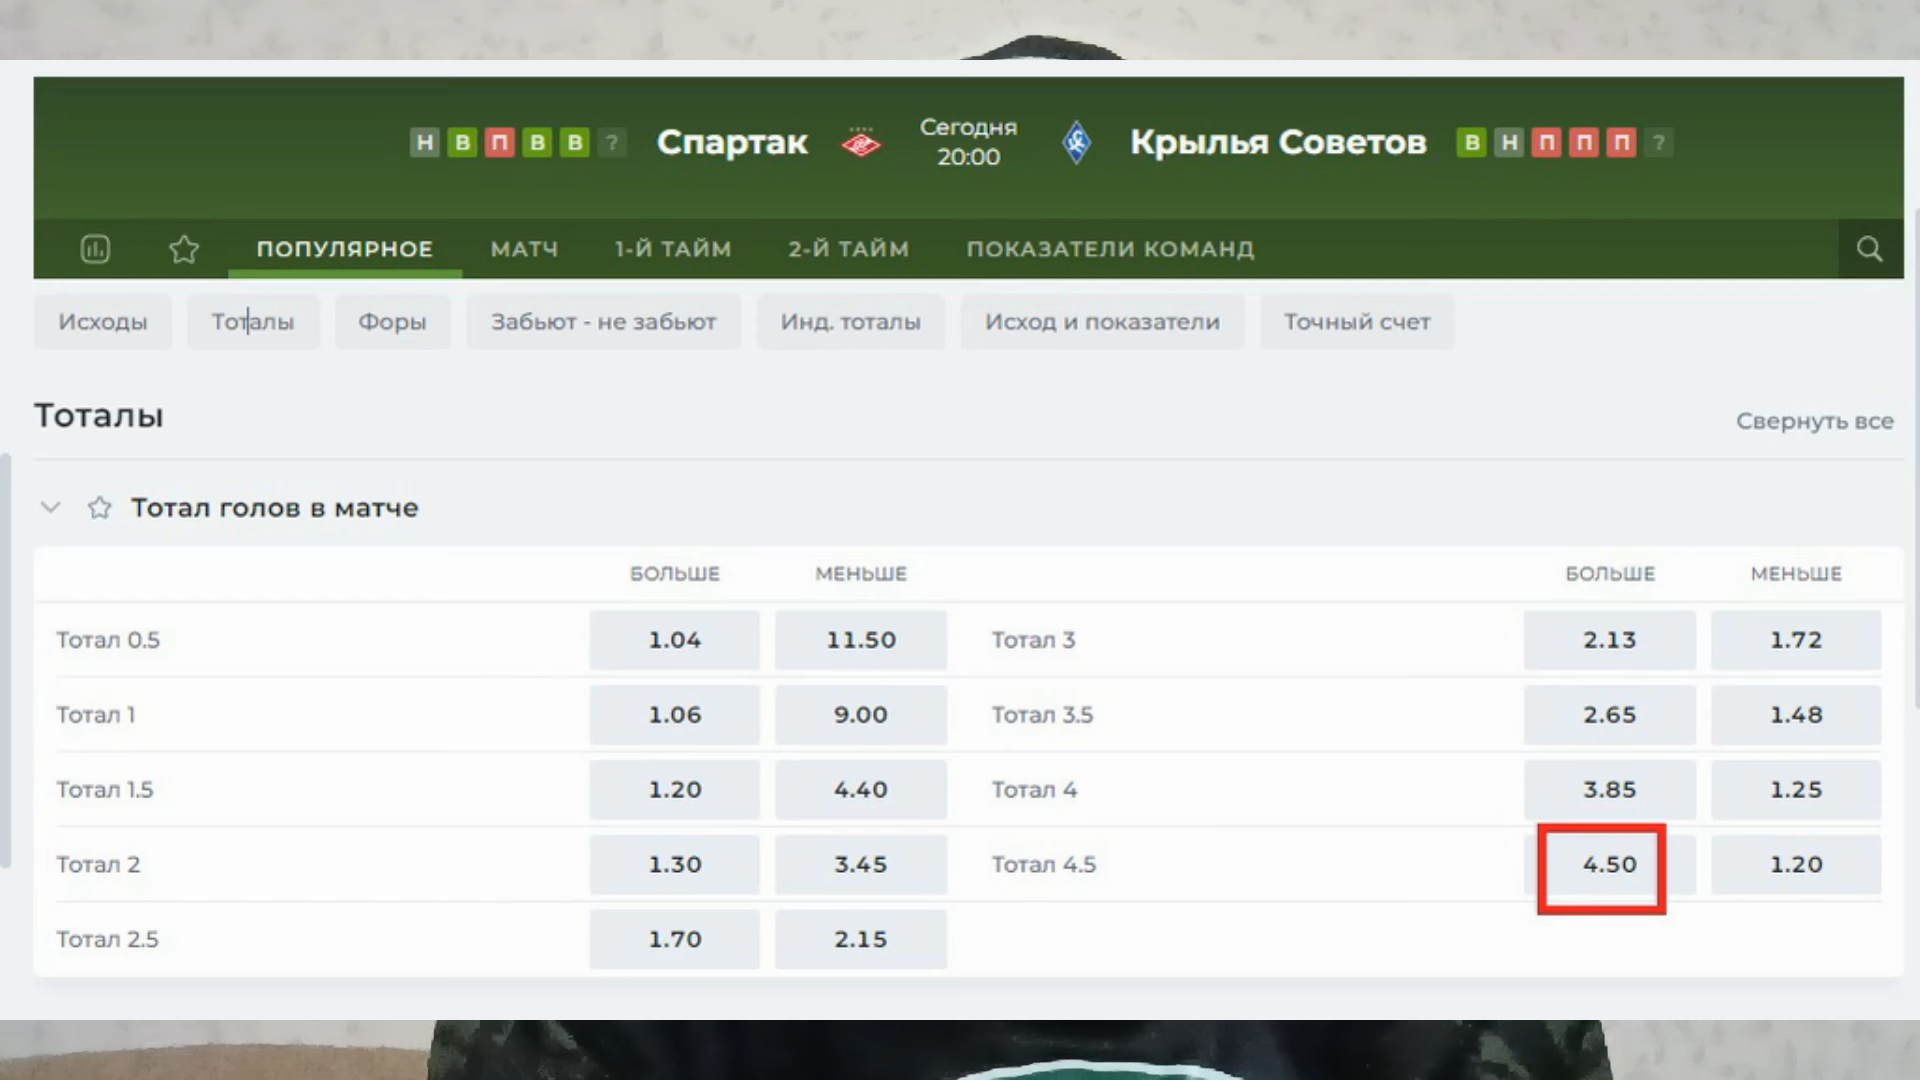 Н В П В В ? Спартак Сегодня 20:00 Крылья Советов В Н П П П ?
ПОПУЛЯРНОЕ МАТЧ 1-Й ТАЙМ 2-Й ТАЙМ ПОКАЗАТЕЛИ КОМАНД
Исходы Тоталы Форы Забьют - не забьют Инд. тоталы Исход и показатели Точный счет
Тоталы
Свернуть все
Тотал голов в матче
БОЛЬШЕ МЕНЬШЕ БОЛЬШЕ МЕНЬШЕ
Тотал 0.5 1.04 11.50 Тотал 3 2.13 1.72
Тотал 1 1.06 9.00 Тотал 3.5 2.65 1.48
Тотал 1.5 1.20 4.40 Тотал 4 3.85 1.25
Тотал 2 1.30 3.45 Тотал 4.5 4.50 1.20
Тотал 2.5 1.70 2.15